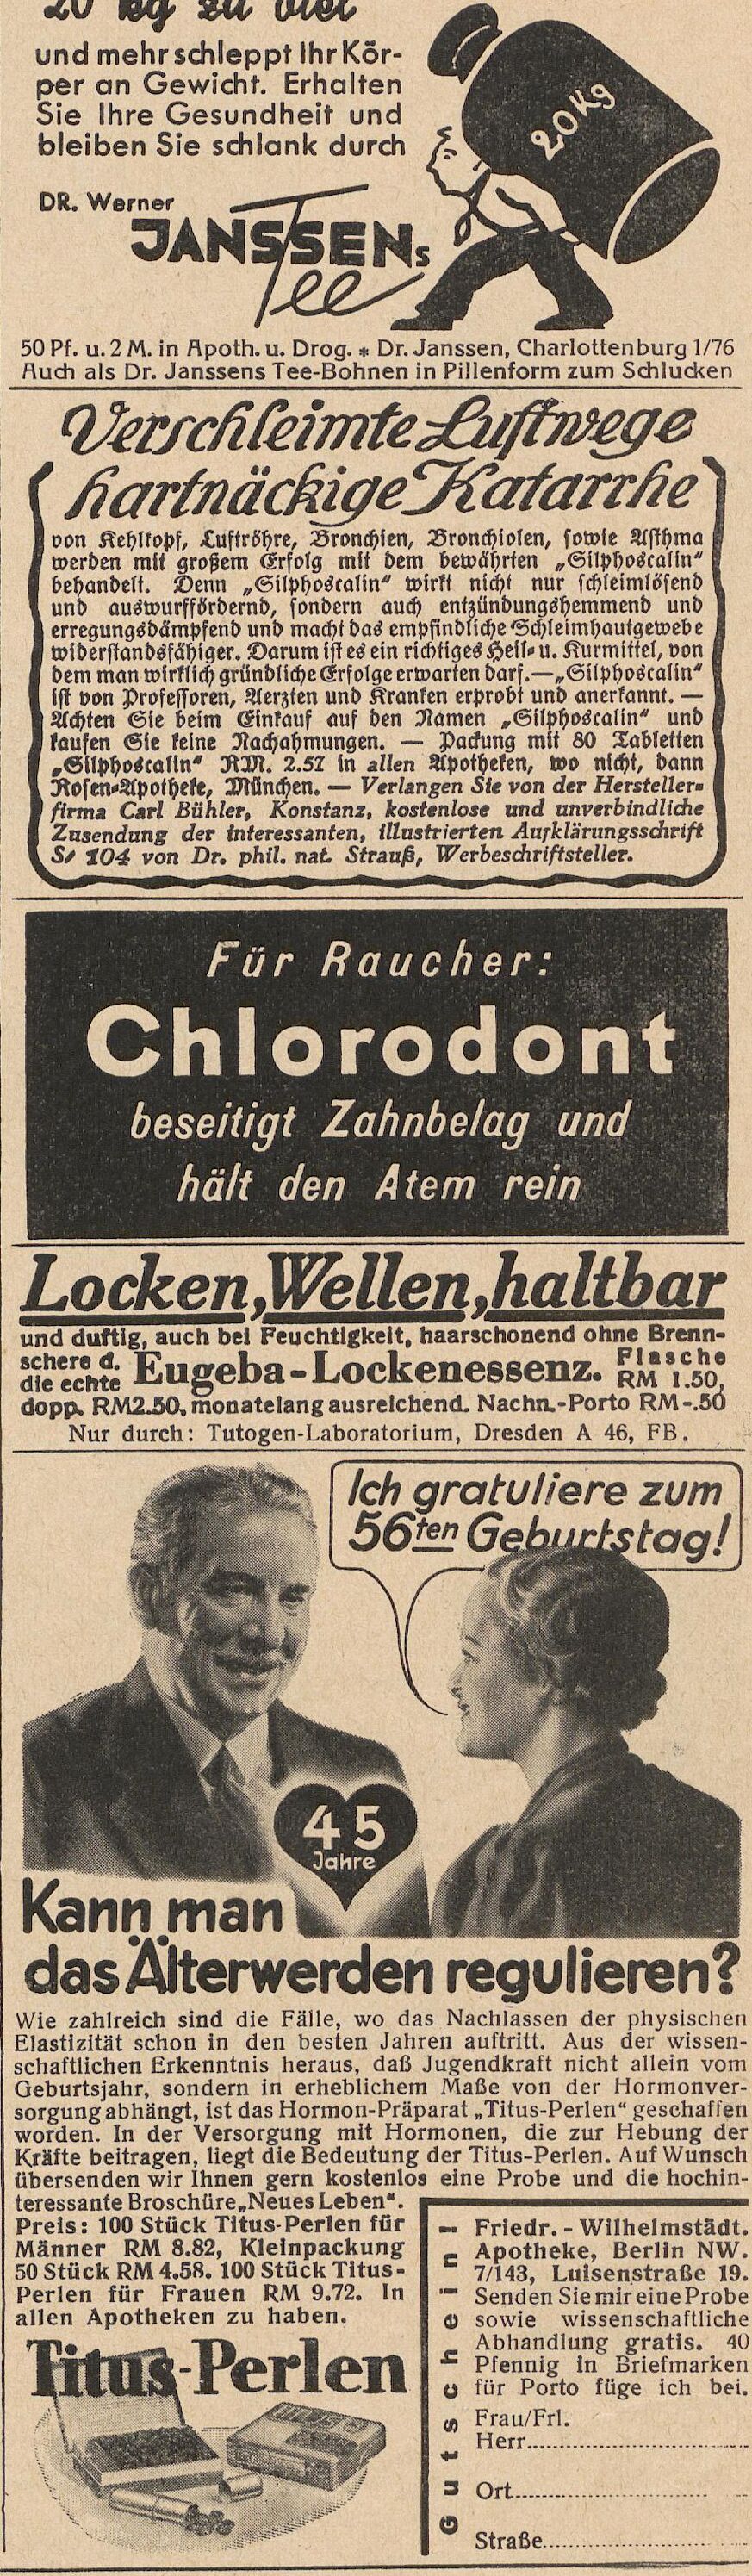 20 kg zu viel
und mehr schleppt Ihr Kör-
per an Gewicht. Erhalten
Sie Ihre Gesundheit und
bleiben Sie schlank durch
20 Kg
DR. Werner
JANSSENs
Tee
50 Pf. u. 2 M. in Apoth. u. Drog. * Dr. Janssen, Charlottenburg 1/76
Auch als Dr. Janssens Tee-Bohnen in Pillenform zum Schlucken
Verschleimte Luftwege
hartnäckige Katarrhe
von Kehlkopf, Luftröhre, Bronchien, Bronchiolen, sowie Asthma
werden mit großem Erfolg mit dem bewährten „Silphoscalin“
behandelt. Denn „Silphoscalin“ wirkt nicht nur schleimlösend
und auswurffördernd, sondern auch entzündungshemmend und
erregungsdämpfend und macht das empfindliche Schleimhautgewebe
widerstandsfähiger. Darum ist es ein richtiges Heil- u. Kurmittel, von
dem man wirklich gründliche Erfolge erwarten darf. — „Silphoscalin“
ist von Professoren, Aerzten und Kranken erprobt und anerkannt. —
Achten Sie beim Einkauf auf den Namen „Silphoscalin“ und
kaufen Sie keine Nachahmungen. — Packung mit 80 Tabletten
„Silphoscalin“ RM. 2.57 in allen Apotheken, wo nicht, dann
Rosen-Apotheke, München. — Verlangen Sie von der Hersteller-
firma Carl Bühler, Konstanz, kostenlose und unverbindliche
Zusendung der interessanten, illustrierten Aufklärungsschrift
S/ 104 von Dr. phil. nat. Strauß, Werbeschriftsteller.
Für Raucher:
Chlorodont
beseitigt Zahnbelag und
hält den Atem rein
Locken, Wellen, haltbar
und duftig, auch bei Feuchtigkeit, haarschonend ohne Brenn-
schere d. die echte Eugeba-Lockenessenz. Flasche RM 1.50,
dopp. RM2.50, monatelang ausreichend. Nachn.-Porto RM -.50
Nur durch: Tutogen-Laboratorium, Dresden A 46, FB.
Ich gratuliere zum
56ten Geburtstag!
45
Jahre
Kann man
das Älterwerden regulieren?
Wie zahlreich sind die Fälle, wo das Nachlassen der physischen
Elastizität schon in den besten Jahren auftritt. Aus der wissen-
schaftlichen Erkenntnis heraus, daß Jugendkraft nicht allein vom
Geburtsjahr, sondern in erheblichem Maße von der Hormonver-
sorgung abhängt, ist das Hormon-Präparat „Titus-Perlen“ geschaffen
worden. In der Versorgung mit Hormonen, die zur Hebung der
Kräfte beitragen, liegt die Bedeutung der Titus-Perlen. Auf Wunsch
übersenden wir Ihnen gern kostenlos eine Probe und die hochin-
teressante Broschüre „Neues Leben“.
Preis: 100 Stück Titus-Perlen für
Männer RM 8.82, Kleinpackung
50 Stück RM 4.58. 100 Stück Titus-
Perlen für Frauen RM 9.72. In
allen Apotheken zu haben.
Titus-Perlen
TITUS
Gutschein!
Friedr. - Wilhelmstädt.
Apotheke, Berlin NW.
7/143, Luisenstraße 19.
Senden Sie mir eine Probe
sowie wissenschaftliche
Abhandlung gratis. 40
Pfennig in Briefmarken
für Porto füge ich bei.
Frau/Frl.
Herr
Ort
Straße